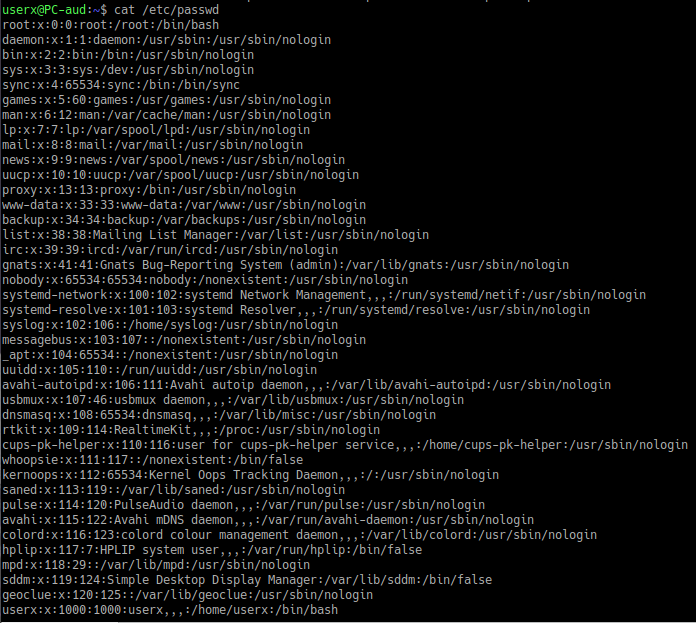 userx@PC-aud:~$ cat /etc/passwd
root:x:0:0:root:/root:/bin/bash
daemon:x:1:1:daemon:/usr/sbin:/usr/sbin/nologin
bin:x:2:2:bin:/bin:/usr/sbin/nologin
sys:x:3:3:sys:/dev:/usr/sbin/nologin
sync:x:4:65534:sync:/bin:/bin/sync
games:x:5:60:games:/usr/games:/usr/sbin/nologin
man:x:6:12:man:/var/cache/man:/usr/sbin/nologin
lp:x:7:7:lp:/var/spool/lpd:/usr/sbin/nologin
mail:x:8:8:mail:/var/mail:/usr/sbin/nologin
news:x:9:9:news:/var/spool/news:/usr/sbin/nologin
uucp:x:10:10:uucp:/var/spool/uucp:/usr/sbin/nologin
proxy:x:13:13:proxy:/bin:/usr/sbin/nologin
www-data:x:33:33:www-data:/var/www:/usr/sbin/nologin
backup:x:34:34:backup:/var/backups:/usr/sbin/nologin
list:x:38:38:Mailing List Manager:/var/list:/usr/sbin/nologin
irc:x:39:39:ircd:/var/run/ircd:/usr/sbin/nologin
gnats:x:41:41:Gnats Bug-Reporting System (admin):/var/lib/gnats:/usr/sbin/nologin
nobody:x:65534:65534:nobody:/nonexistent:/usr/sbin/nologin
systemd-network:x:100:102:systemd Network Management,,,:/run/systemd/netif:/usr/sbin/nologin
systemd-resolve:x:101:103:systemd Resolver,,,:/run/systemd/resolve:/usr/sbin/nologin
syslog:x:102:106::/home/syslog:/usr/sbin/nologin
messagebus:x:103:107::/nonexistent:/usr/sbin/nologin
_apt:x:104:65534::/nonexistent:/usr/sbin/nologin
uuidd:x:105:110::/run/uuidd:/usr/sbin/nologin
avahi-autoipd:x:106:111:Avahi autoip daemon,,,:/var/lib/avahi-autoipd:/usr/sbin/nologin
usbmux:x:107:46:usbmux daemon,,,:/var/lib/usbmux:/usr/sbin/nologin
dnsmasq:x:108:65534:dnsmasq,,,:/var/lib/misc:/usr/sbin/nologin
rtkit:x:109:114:RealtimeKit,,,:/proc:/usr/sbin/nologin
cups-pk-helper:x:110:116:user for cups-pk-helper service,,,:/home/cups-pk-helper:/usr/sbin/nologin
whoopsie:x:111:117::/nonexistent:/bin/false
kernoops:x:112:65534:Kernel Oops Tracking Daemon,,,:/:/usr/sbin/nologin
saned:x:113:119::/var/lib/saned:/usr/sbin/nologin
pulse:x:114:120:PulseAudio daemon,,,:/var/run/pulse:/usr/sbin/nologin
avahi:x:115:122:Avahi mDNS daemon,,,:/var/run/avahi-daemon:/usr/sbin/nologin
colord:x:116:123:colord colour management daemon,,,:/var/lib/colord:/usr/sbin/nologin
hplip:x:117:7:HPLIP system user,,,:/var/run/hplip:/bin/false
mpd:x:118:29::/var/lib/mpd:/usr/sbin/nologin
sddm:x:119:124:Simple Desktop Display Manager:/var/lib/sddm:/bin/false
geoclue:x:120:125::/var/lib/geoclue:/usr/sbin/nologin
userx:x:1000:1000:userx,,,:/home/userx:/bin/bash